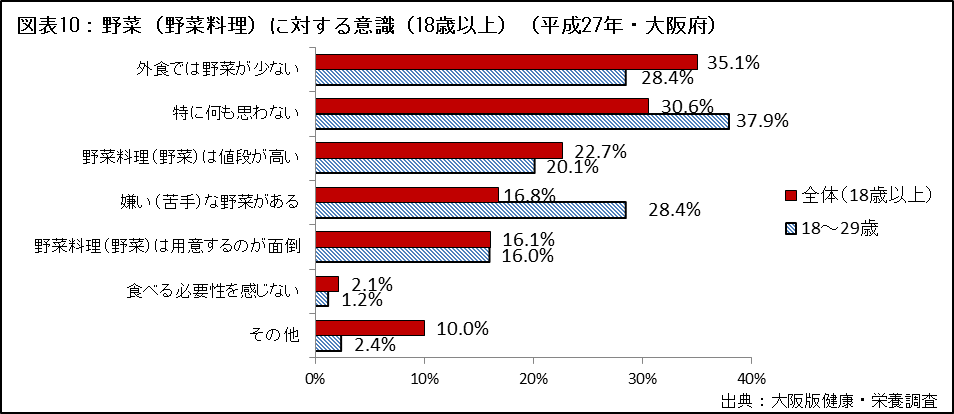 図表10：野菜（野菜料理）に対する意識（18歳以上）（平成27年・大阪府）
外食では野菜が少ない 35.1% 28.4%
特に何も思わない 30.6% 37.9%
野菜料理（野菜）は値段が高い 22.7% 20.1%
嫌い（苦手）な野菜がある 16.8% 28.4%
野菜料理（野菜）は用意するのが面倒 16.1% 16.0%
食べる必要性を感じない 2.1% 1.2%
その他 10.0% 2.4%
0% 10% 20% 30% 40%
全体（18歳以上）
18～29歳
出典：大阪版健康・栄養調査